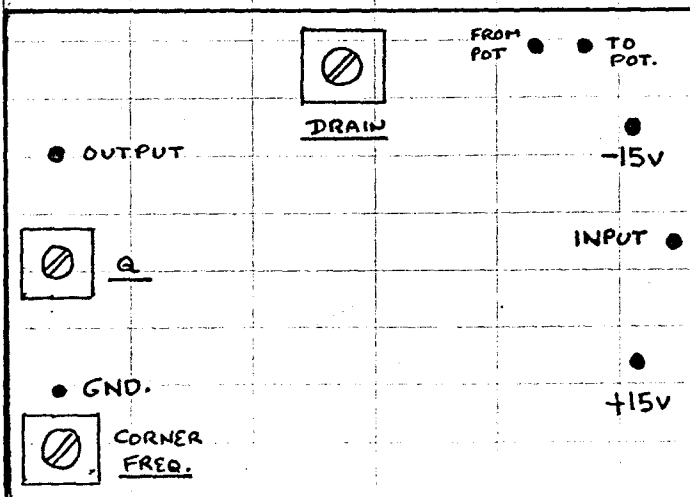 FROM
POT
TO
POT.
DRAIN
OUTPUT
-15V
INPUT
Q
GND.
+15V
CORNER
FREQ.